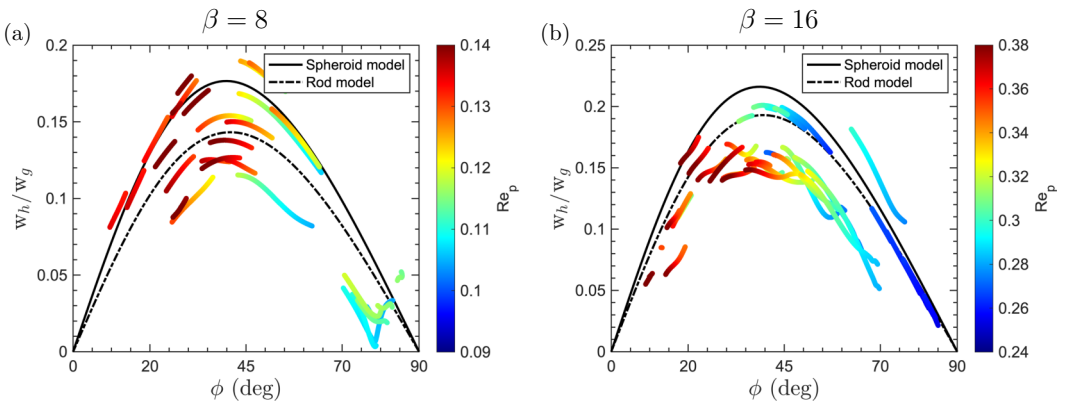 β = 8
(a)
0.2
0.15
0.1
0.05
0
w_h/w_g
0
20
45
70
90
ϕ (deg)
Spheroid model
Rod model
0.14
0.13
0.12
0.11
0.1
0.09
Re_p
β = 16
(b)
0.25
0.2
0.15
0.1
0.05
0
w_h/w_g
0
20
45
70
90
ϕ (deg)
Spheroid model
Rod model
0.38
0.36
0.34
0.32
0.3
0.28
0.26
0.24
Re_p